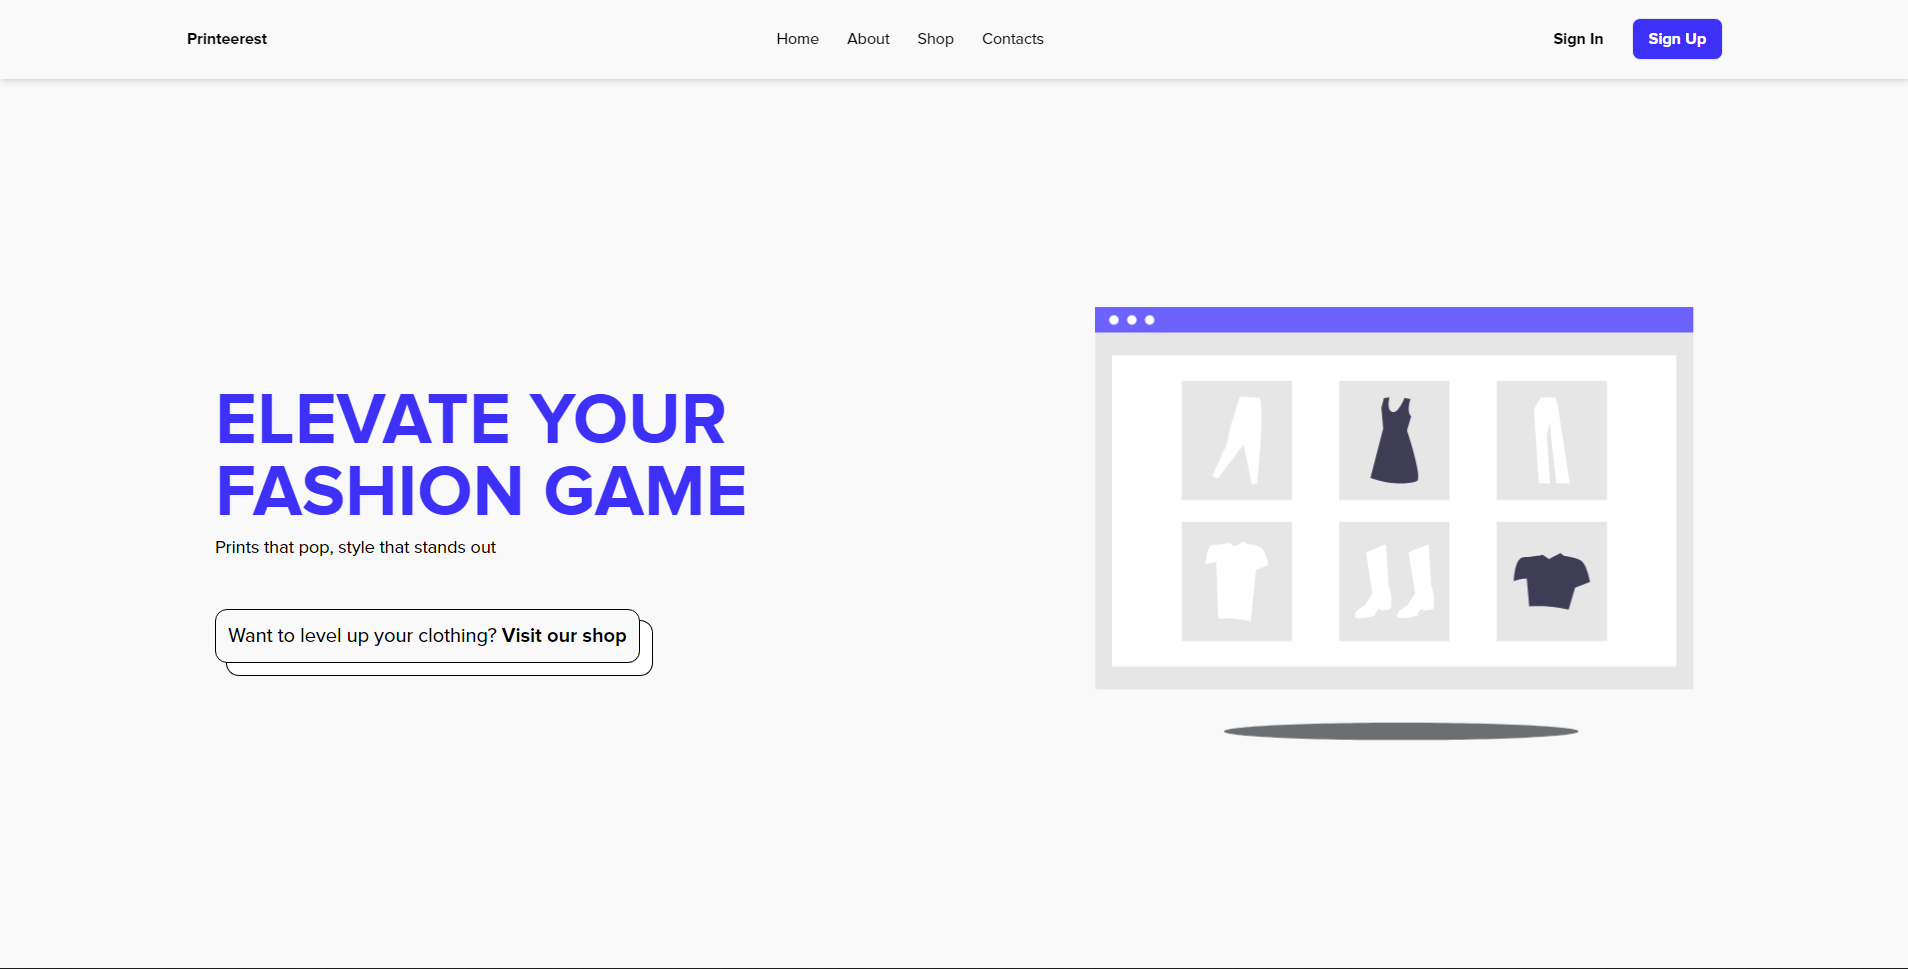 Printeerest
Home About Shop Contacts
Sign In Sign Up
ELEVATE YOUR
FASHION GAME
Prints that pop, style that stands out
Want to level up your clothing? Visit our shop